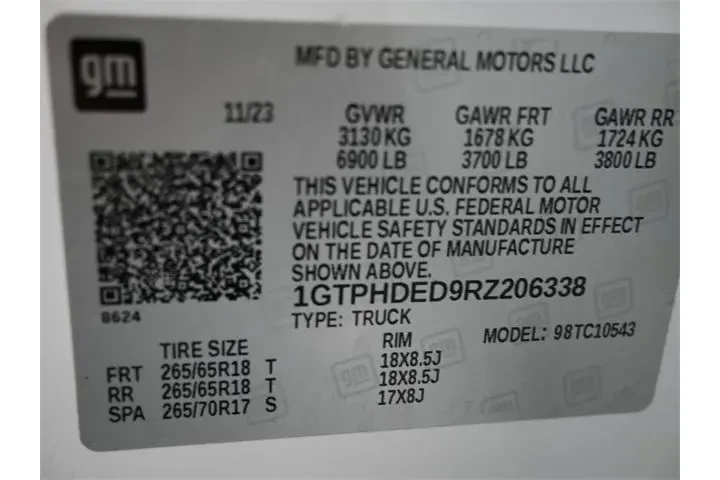 gm
MFD BY GENERAL MOTORS LLC
11/23 GVWR GAWR FRT GAWR RR
3130 KG 1678 KG 1724 KG
6900 LB 3700 LB 3800 LB
THIS VEHICLE CONFORMS TO ALL
APPLICABLE U.S. FEDERAL MOTOR
VEHICLE SAFETY STANDARDS IN EFFECT
ON THE DATE OF MANUFACTURE
SHOWN ABOVE.
1GTPHDED9RZ206338
8624
TYPE: TRUCK MODEL: 98TC10543
TIRE SIZE RIM
FRT 265/65R18 T 18X8.5J
RR 265/65R18 T 18X8.5J
SPA 265/70R17 S 17X8J